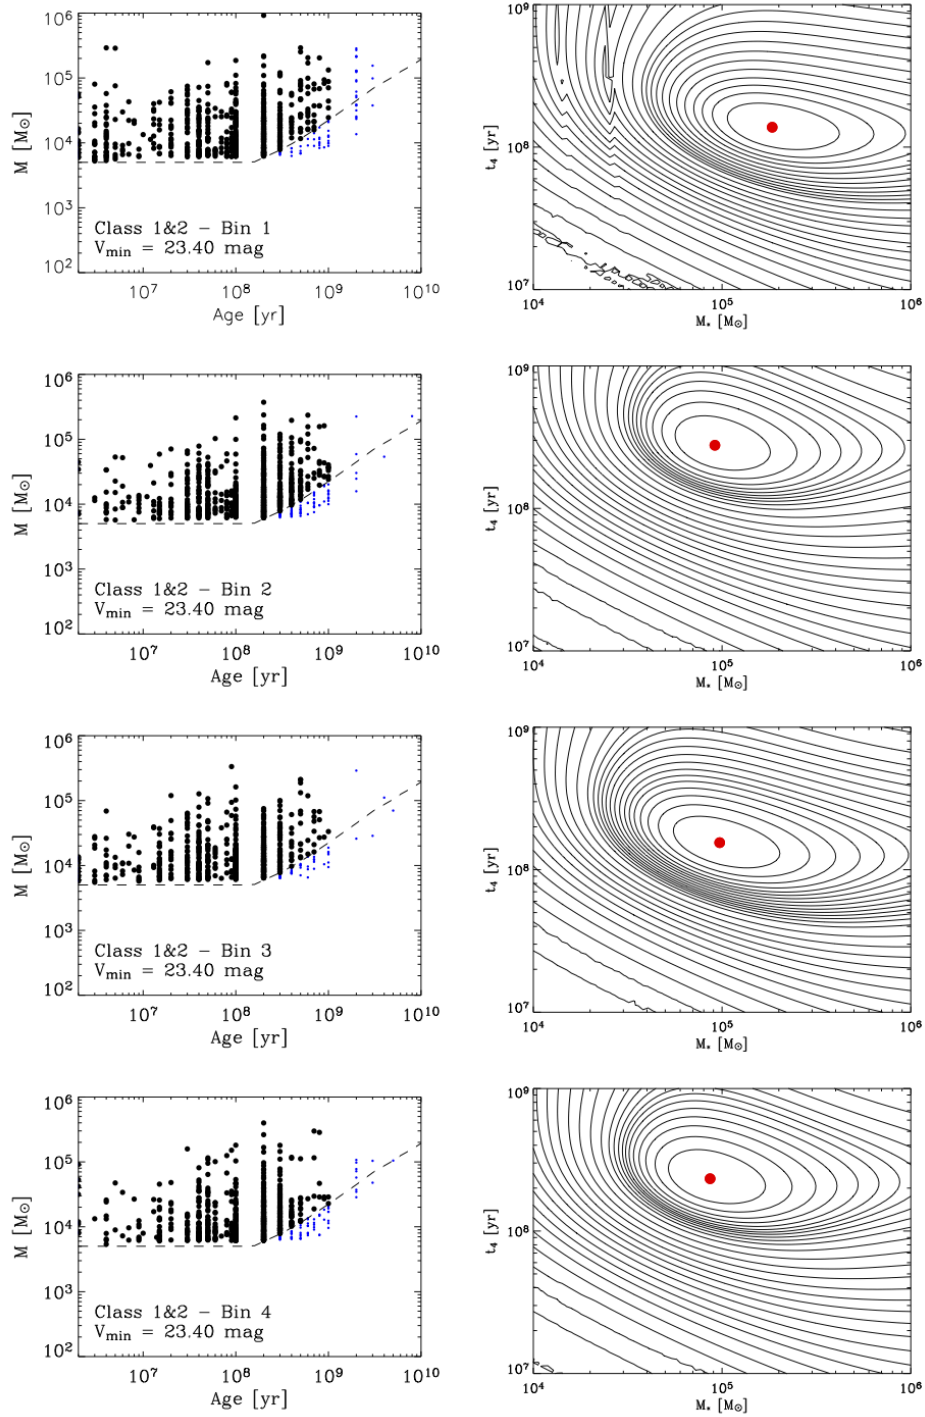 10⁶
10⁵
10⁴
10³
10²
M [M⊙]
Class 1&2 – Bin 1
Vmin = 23.40 mag
10⁷ 10⁸ 10⁹ 10¹⁰
Age [yr]
10⁹
10⁸
10⁷
t₄ [yr]
10⁴ 10⁵ 10⁶
M* [M⊙]
10⁶
10⁵
10⁴
10³
10²
M [M⊙]
Class 1&2 – Bin 2
Vmin = 23.40 mag
10⁷ 10⁸ 10⁹ 10¹⁰
Age [yr]
10⁹
10⁸
10⁷
t₄ [yr]
10⁴ 10⁵ 10⁶
M* [M⊙]
10⁶
10⁵
10⁴
10³
10²
M [M⊙]
Class 1&2 – Bin 3
Vmin = 23.40 mag
10⁷ 10⁸ 10⁹ 10¹⁰
Age [yr]
10⁹
10⁸
10⁷
t₄ [yr]
10⁴ 10⁵ 10⁶
M* [M⊙]
10⁶
10⁵
10⁴
10³
10²
M [M⊙]
Class 1&2 – Bin 4
Vmin = 23.40 mag
10⁷ 10⁸ 10⁹ 10¹⁰
Age [yr]
10⁹
10⁸
10⁷
t₄ [yr]
10⁴ 10⁵ 10⁶
M* [M⊙]